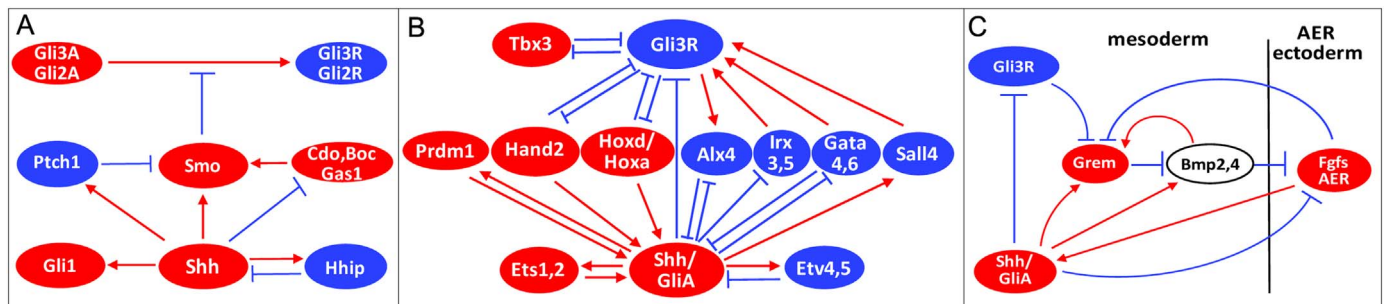 A
Gli3A
Gli2A
Gli3R
Gli2R
Ptch1
Smo
Cdo,Boc
Gas1
Gli1
Shh
Hhip
B
Tbx3
Gli3R
Prdm1
Hand2
Hoxd/
Hoxa
Alx4
Irx
3,5
Gata
4,6
Sall4
Ets1,2
Shh/
GliA
Etv4,5
C
mesoderm
AER
ectoderm
Gli3R
Grem
Bmp2,4
Fgfs
AER
Shh/
GliA